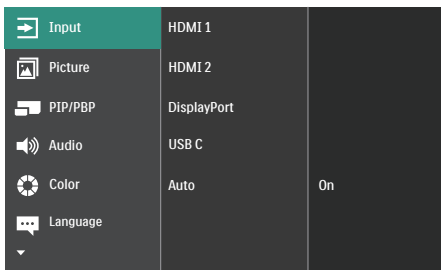 Input
HDMI 1
Picture
HDMI 2
PIP/PBP
DisplayPort
Audio
USB C
Color
Auto
On
Language